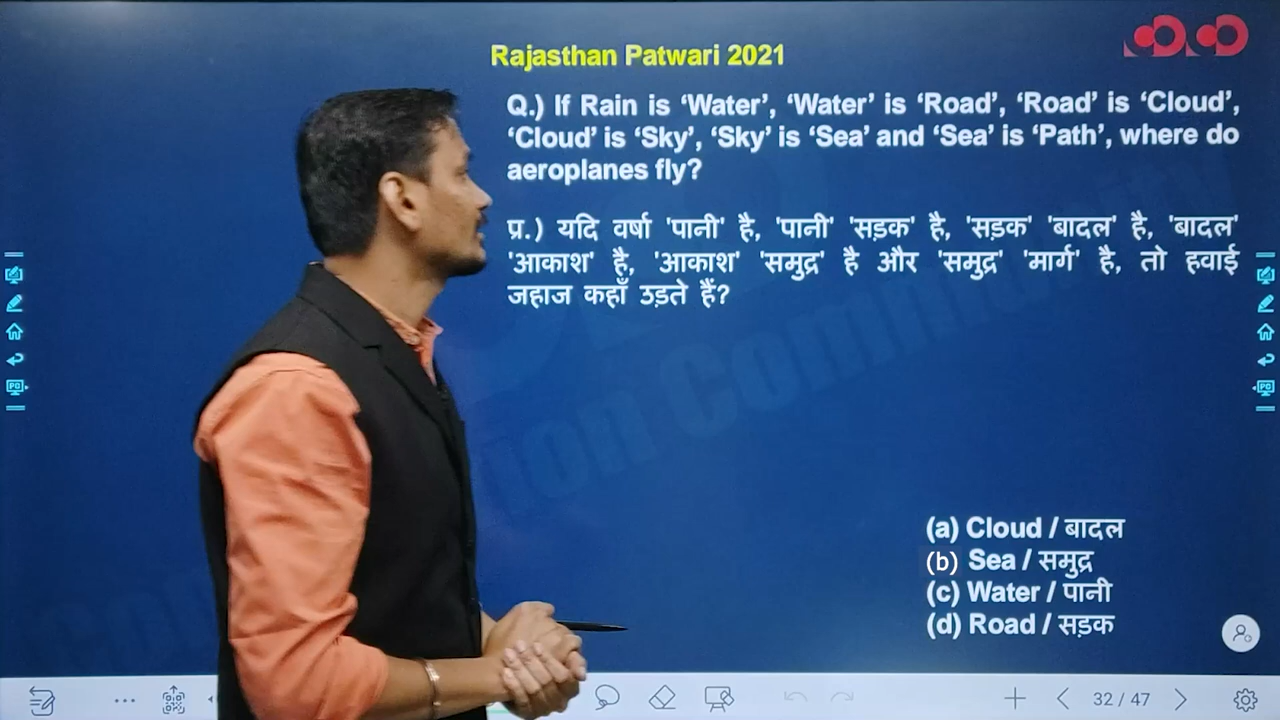 Rajasthan Patwari 2021
Q.) If Rain is ‘Water’, ‘Water’ is ‘Road’, ‘Road’ is ‘Cloud’,
‘Cloud’ is ‘Sky’, ‘Sky’ is ‘Sea’ and ‘Sea’ is ‘Path’, where do
aeroplanes fly?
प्र.) यदि वर्षा 'पानी' है, 'पानी' 'सड़क' है, 'सड़क' 'बादल' है, 'बादल'
'आकाश' है, 'आकाश' 'समुद्र' है और 'समुद्र' 'मार्ग' है, तो हवाई
जहाज कहाँ उड़ते हैं?
(a) Cloud / बादल
(b) Sea / समुद्र
(c) Water / पानी
(d) Road / सड़क
32 / 47